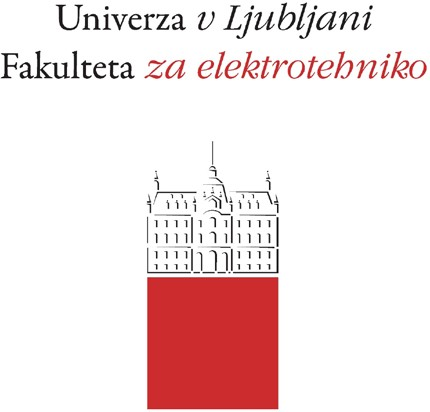 Univerza v Ljubljani
Fakulteta za elektrotehniko